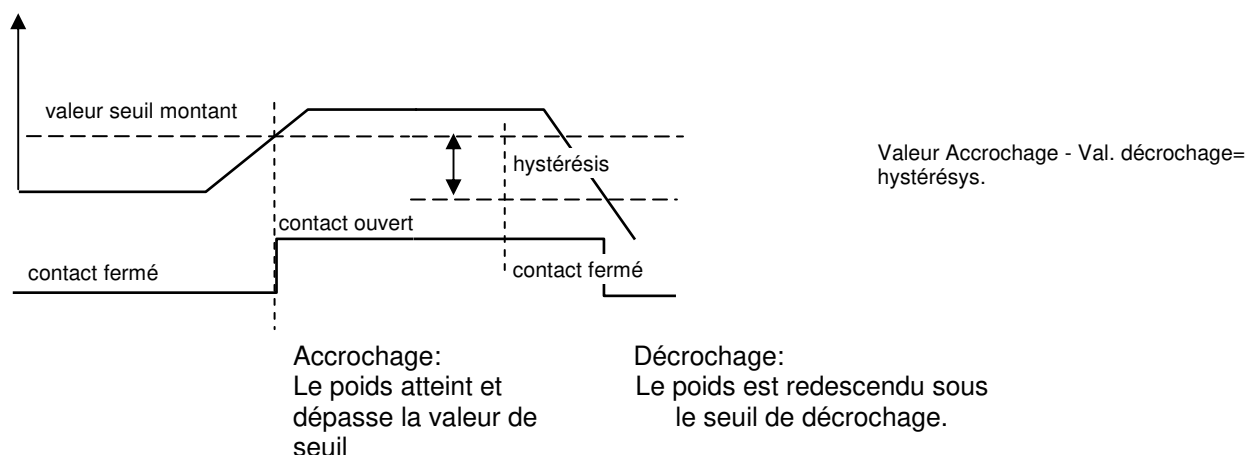 valeur seuil montant
hystérésis
Valeur Accrochage - Val. décrochage=
hystérésys.
contact ouvert
contact fermé
contact fermé
Accrochage:
Le poids atteint et
dépasse la valeur de
seuil
Décrochage:
Le poids est redescendu sous
le seuil de décrochage.